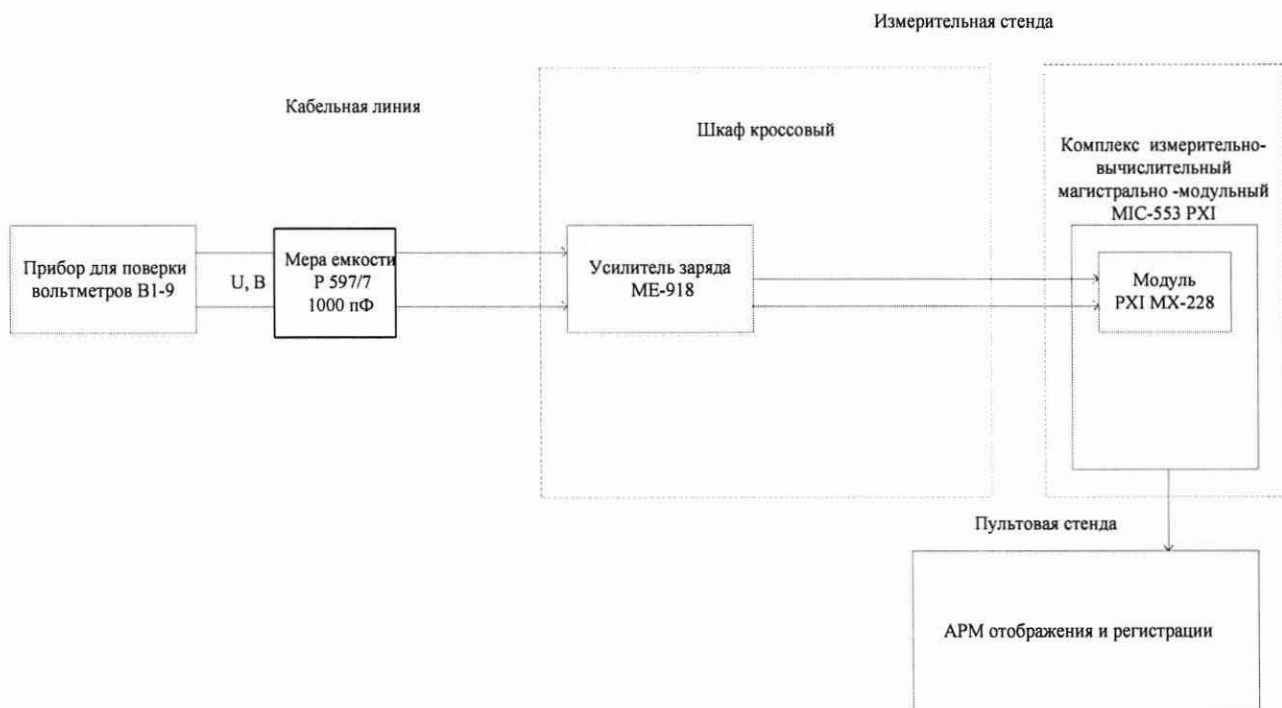 Измерительная стенда
Кабельная линия
Шкаф кроссовый
Комплекс измерительно-
вычислительный
магистрально -модульный
MIC-553 PXI
Прибор для поверки
вольтметров В1-9
U, В
Мера емкости
Р 597/7
1000 пФ
Усилитель заряда
МЕ-918
Модуль
PXI MX-228
Пультовая стенда
АРМ отображения и регистрации